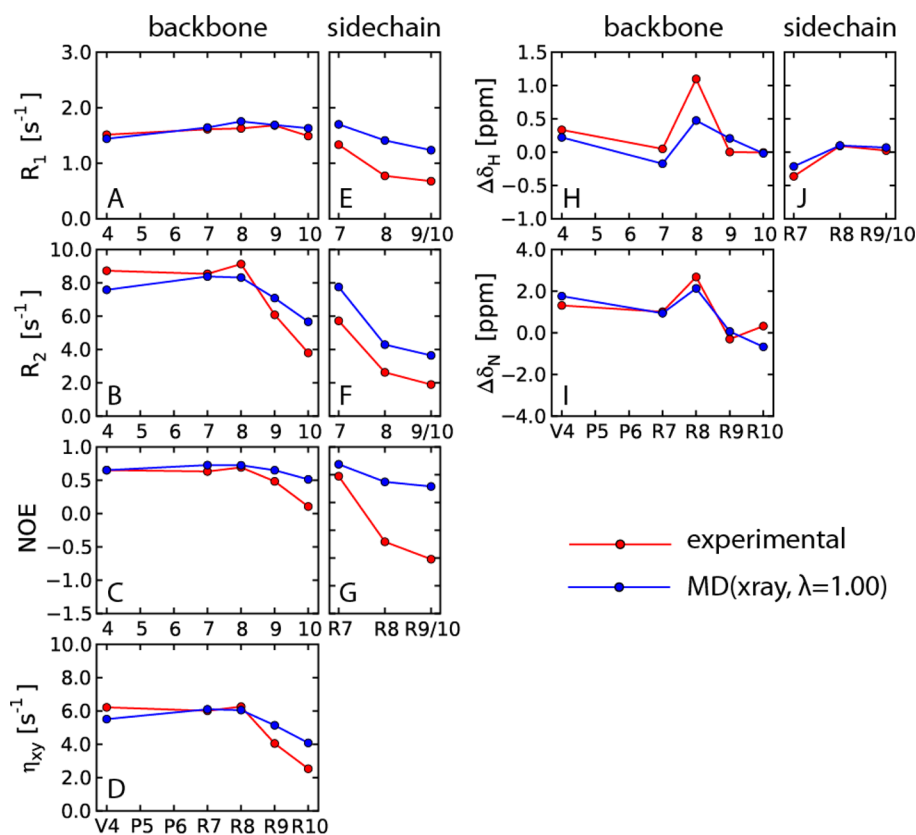 backbone sidechain
3.0
2.0
1.0
0.0
R1 [s-1]
A
4 5 6 7 8 9 10
E
7 8 9/10
10.0
8.0
6.0
4.0
2.0
0.0
R2 [s-1]
B
4 5 6 7 8 9 10
F
7 8 9/10
1.0
0.5
0.0
−0.5
−1.0
−1.5
NOE
C
4 5 6 7 8 9 10
G
R7 R8 R9/10
10.0
8.0
6.0
4.0
2.0
0.0
ηxy [s-1]
D
V4 P5 P6 R7 R8 R9 R10
backbone sidechain
1.5
1.0
0.5
0.0
−0.5
−1.0
ΔδH [ppm]
H
4 5 6 7 8 9 10
J
R7 R8 R9/10
4.0
2.0
0.0
−2.0
−4.0
ΔδN [ppm]
I
V4 P5 P6 R7 R8 R9 R10
experimental
MD(xray, λ=1.00)